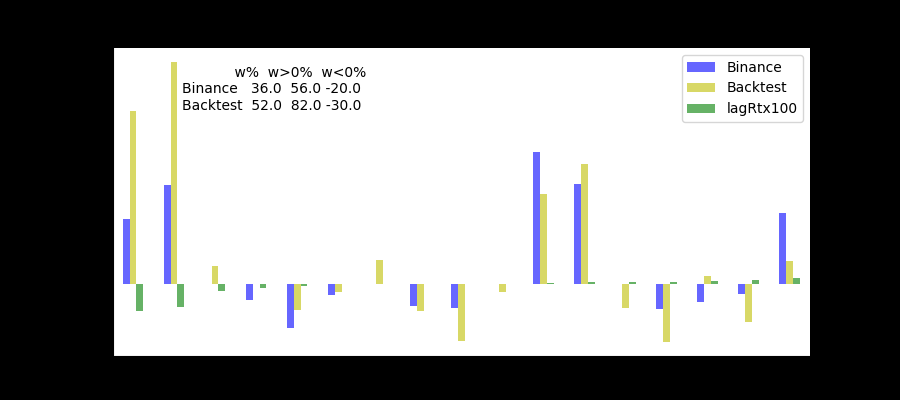 w%  w>0%  w<0%
Binance   36.0  56.0 -20.0
Backtest  52.0  82.0 -30.0
Binance
Backtest
lagRtx100